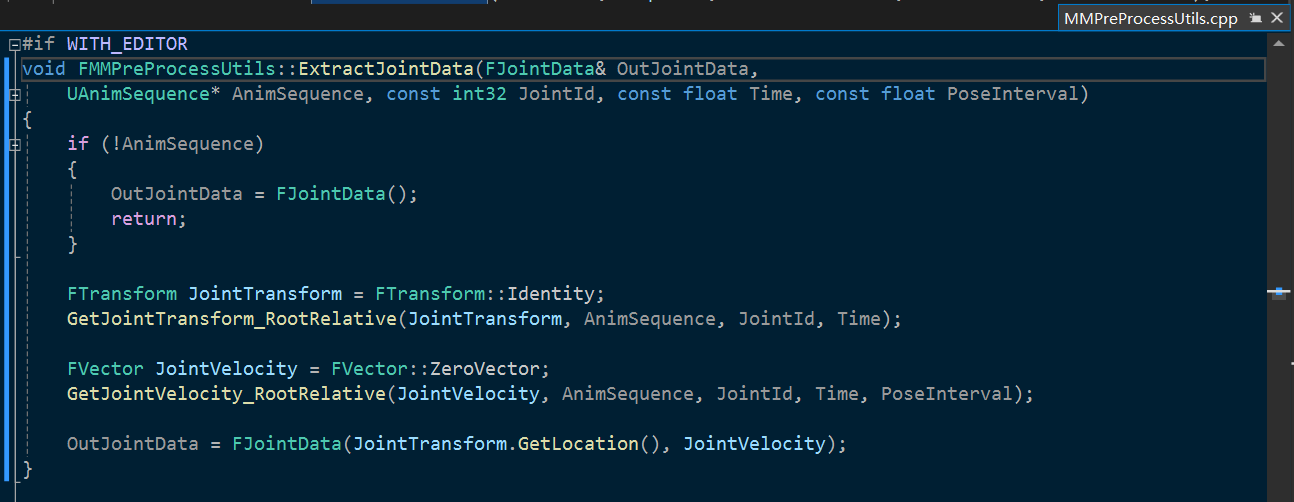 MMPreProcessUtils.cpp
#if WITH_EDITOR
void FMMPreProcessUtils::ExtractJointData(FJointData& OutJointData,
    UAnimSequence* AnimSequence, const int32 JointId, const float Time, const float PoseInterval)
{
    if (!AnimSequence)
    {
        OutJointData = FJointData();
        return;
    }

    FTransform JointTransform = FTransform::Identity;
    GetJointTransform_RootRelative(JointTransform, AnimSequence, JointId, Time);

    FVector JointVelocity = FVector::ZeroVector;
    GetJointVelocity_RootRelative(JointVelocity, AnimSequence, JointId, Time, PoseInterval);

    OutJointData = FJointData(JointTransform.GetLocation(), JointVelocity);
}